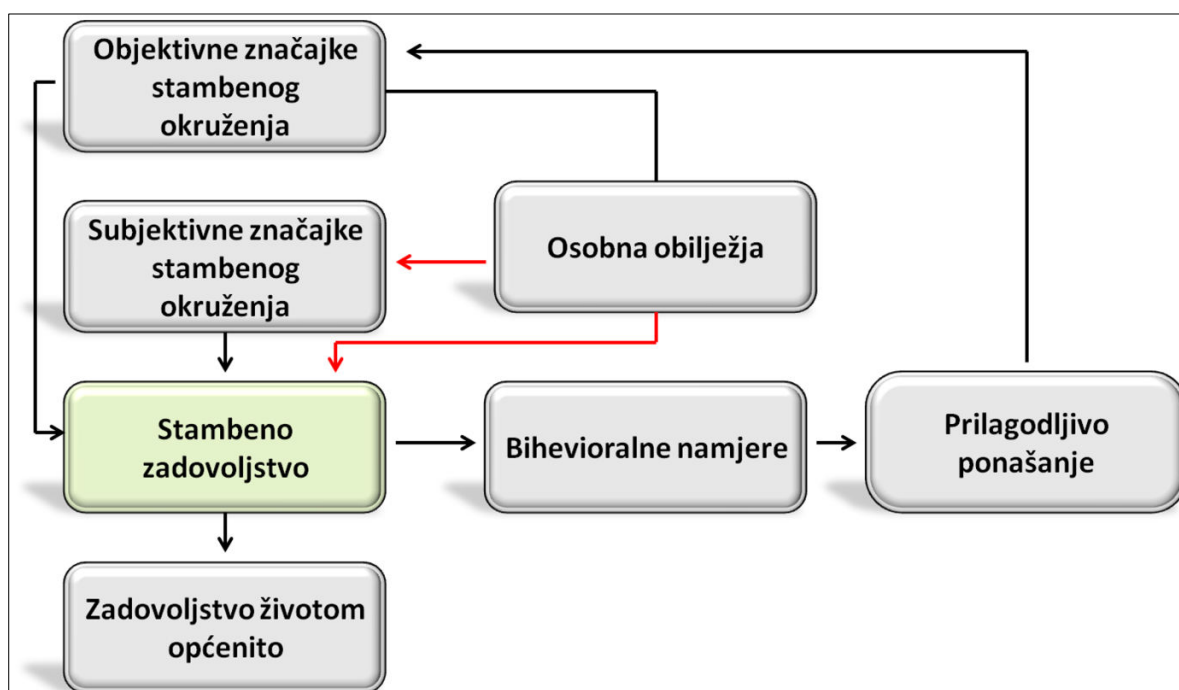 Objektivne značajke
stambenog
okruženja
Subjektivne značajke
stambenog
okruženja
Osobna obilježja
Stambeno
zadovoljstvo
Bihevioralne namjere
Prilagodljivo
ponašanje
Zadovoljstvo životom
općenito